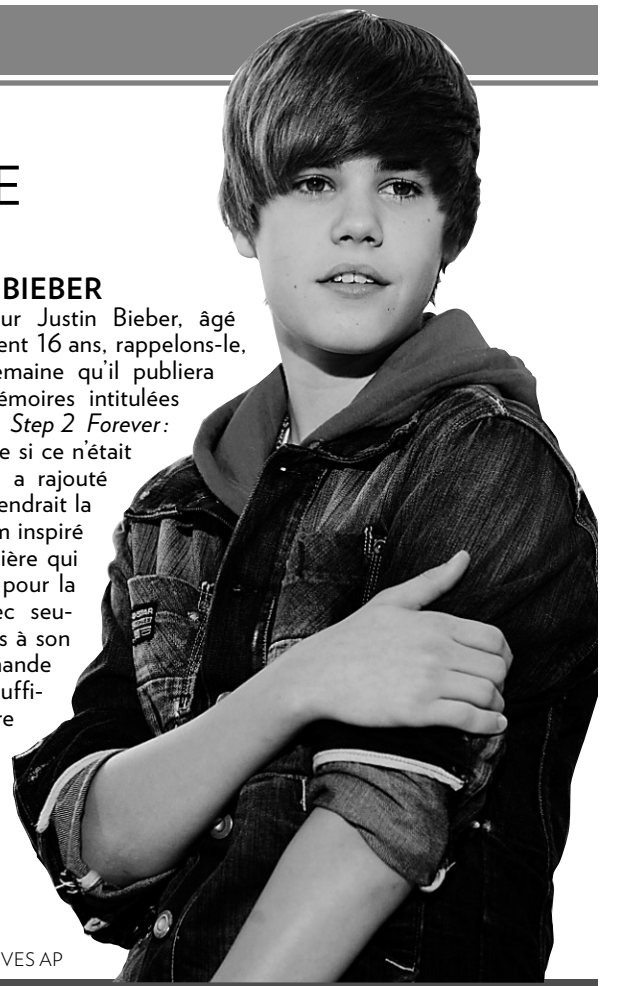 E
BIEBER
ur Justin Bieber, âgé
ent 16 ans, rappelons-le,
emaine qu'il publiera
émoires intitulées
Step 2 Forever:
e si ce n'était
a rajouté
endrait la
m inspiré
ière qui
pour la
ec seu-
s à son
ande
uffi-
re
VES AP